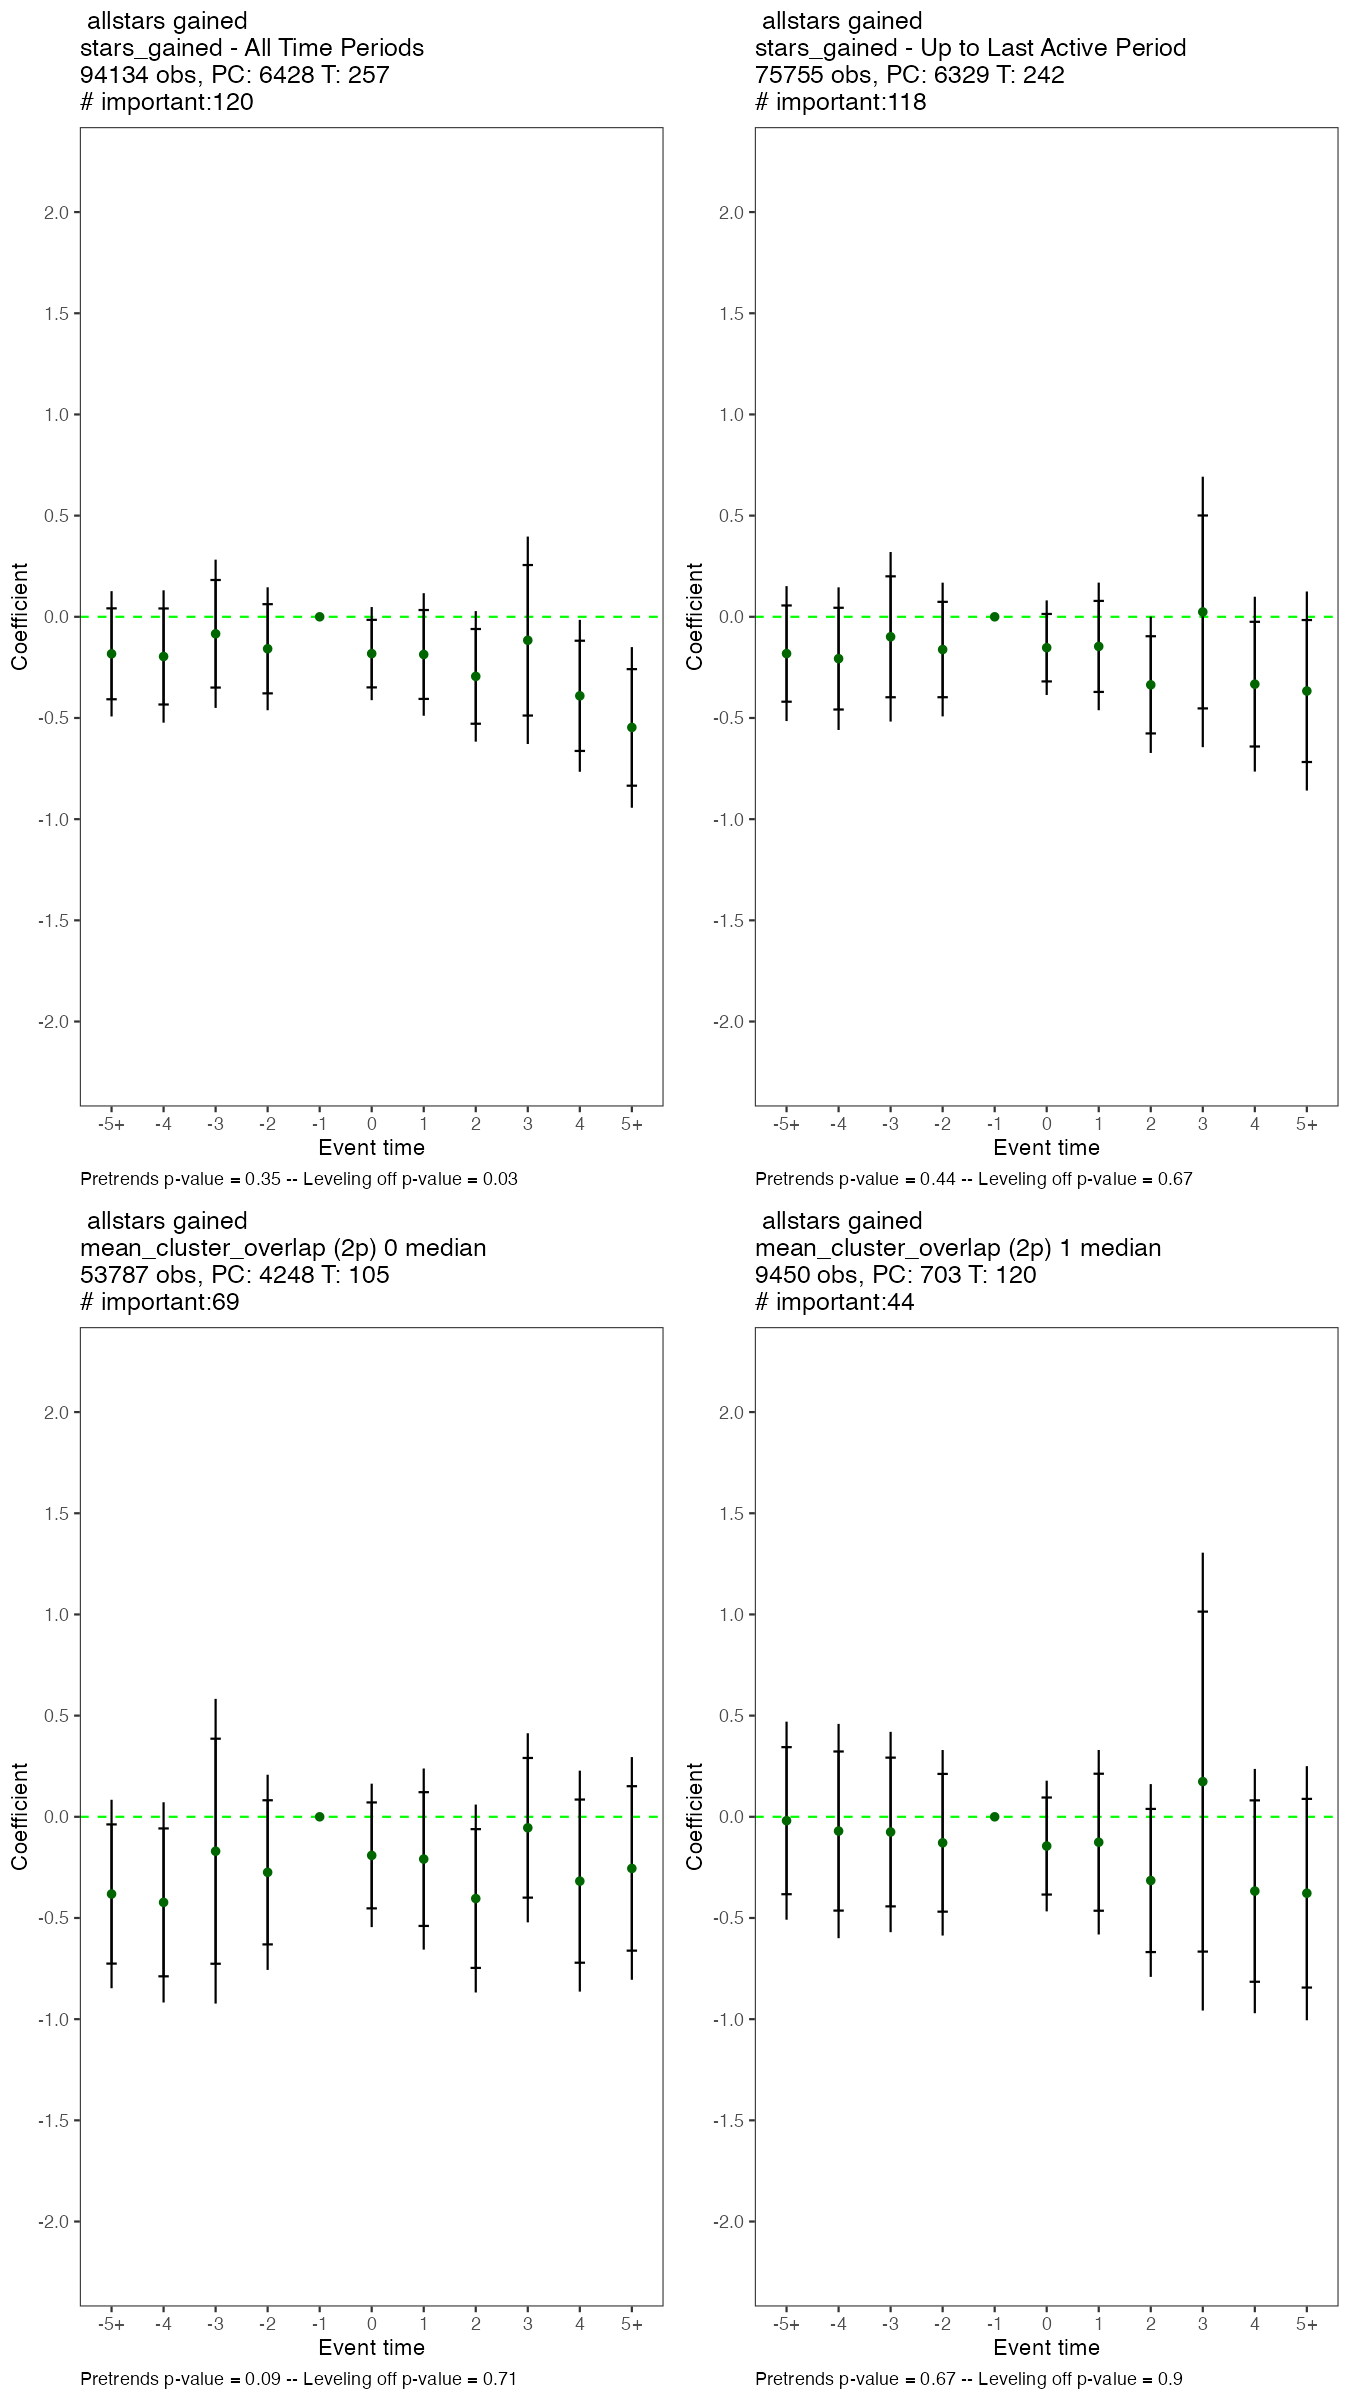 allstars gained
stars_gained - All Time Periods
94134 obs, PC: 6428 T: 257
# important:120
2.0
1.5
1.0
0.5
0.0
-0.5
-1.0
-1.5
-2.0
Coefficient
-5+ -4 -3 -2 -1 0 1 2 3 4 5+
Event time
Pretrends p-value = 0.35 -- Leveling off p-value = 0.03
allstars gained
stars_gained - Up to Last Active Period
75755 obs, PC: 6329 T: 242
# important:118
2.0
1.5
1.0
0.5
0.0
-0.5
-1.0
-1.5
-2.0
Coefficient
-5+ -4 -3 -2 -1 0 1 2 3 4 5+
Event time
Pretrends p-value = 0.44 -- Leveling off p-value = 0.67
allstars gained
mean_cluster_overlap (2p) 0 median
53787 obs, PC: 4248 T: 105
# important:69
2.0
1.5
1.0
0.5
0.0
-0.5
-1.0
-1.5
-2.0
Coefficient
-5+ -4 -3 -2 -1 0 1 2 3 4 5+
Event time
Pretrends p-value = 0.09 -- Leveling off p-value = 0.71
allstars gained
mean_cluster_overlap (2p) 1 median
9450 obs, PC: 703 T: 120
# important:44
2.0
1.5
1.0
0.5
0.0
-0.5
-1.0
-1.5
-2.0
Coefficient
-5+ -4 -3 -2 -1 0 1 2 3 4 5+
Event time
Pretrends p-value = 0.67 -- Leveling off p-value = 0.9